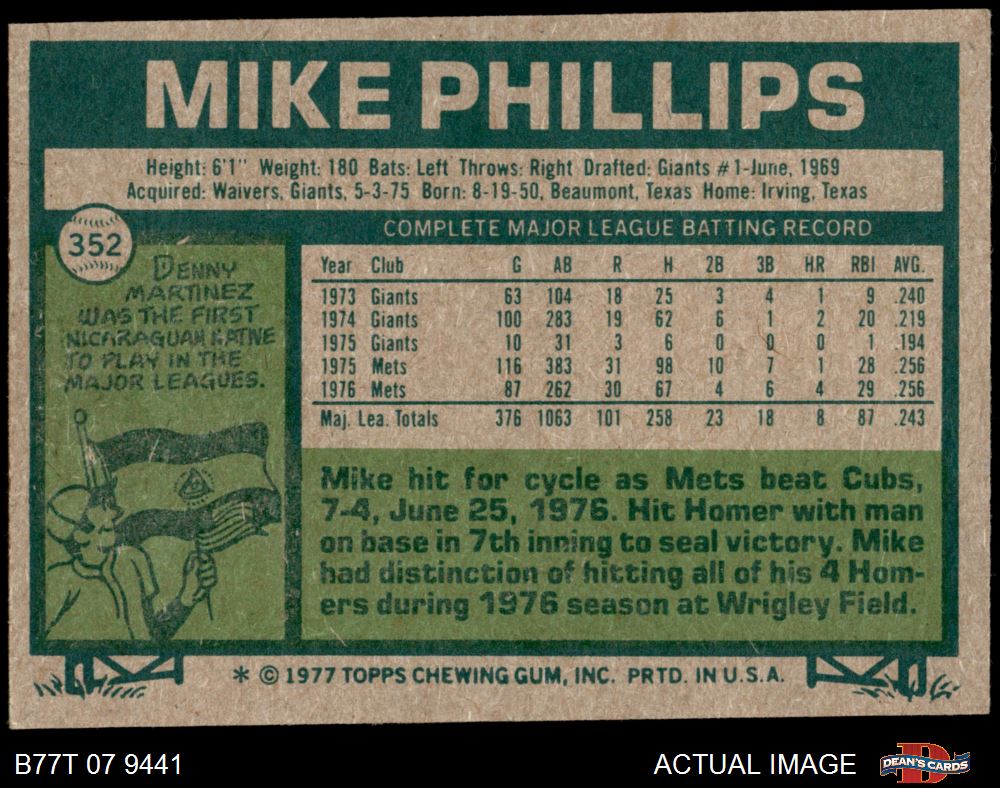 MIKE PHILLIPS
Height: 6'1" Weight: 180 Bats: Left Throws: Right Drafted: Giants #1-June, 1969
Acquired: Waivers, Giants, 5-3-75 Born: 8-19-50, Beaumont, Texas Home: Irving, Texas
352
DENNY
MARTINEZ
WAS THE FIRST
NICARAGUAN NATIVE
TO PLAY IN THE
MAJOR LEAGUES.
COMPLETE MAJOR LEAGUE BATTING RECORD
Year Club G AB R H 2B 3B HR RBI AVG.
1973 Giants 63 104 18 25 3 4 1 9 .240
1974 Giants 100 283 19 62 6 1 2 20 .219
1975 Giants 10 31 3 6 0 0 0 1 .194
1975 Mets 116 383 31 98 10 7 1 28 .256
1976 Mets 87 262 30 67 4 6 4 29 .256
Maj. Lea. Totals 376 1063 101 258 23 18 8 87 .243
Mike hit for cycle as Mets beat Cubs,
7-4, June 25, 1976. Hit Homer with man
on base in 7th inning to seal victory. Mike
had distinction of hitting all of his 4 Hom-
ers during 1976 season at Wrigley Field.
* © 1977 TOPPS CHEWING GUM, INC. PRTD. IN U.S.A.
B77T 07 9441
ACTUAL IMAGE
DEAN'S CARDS